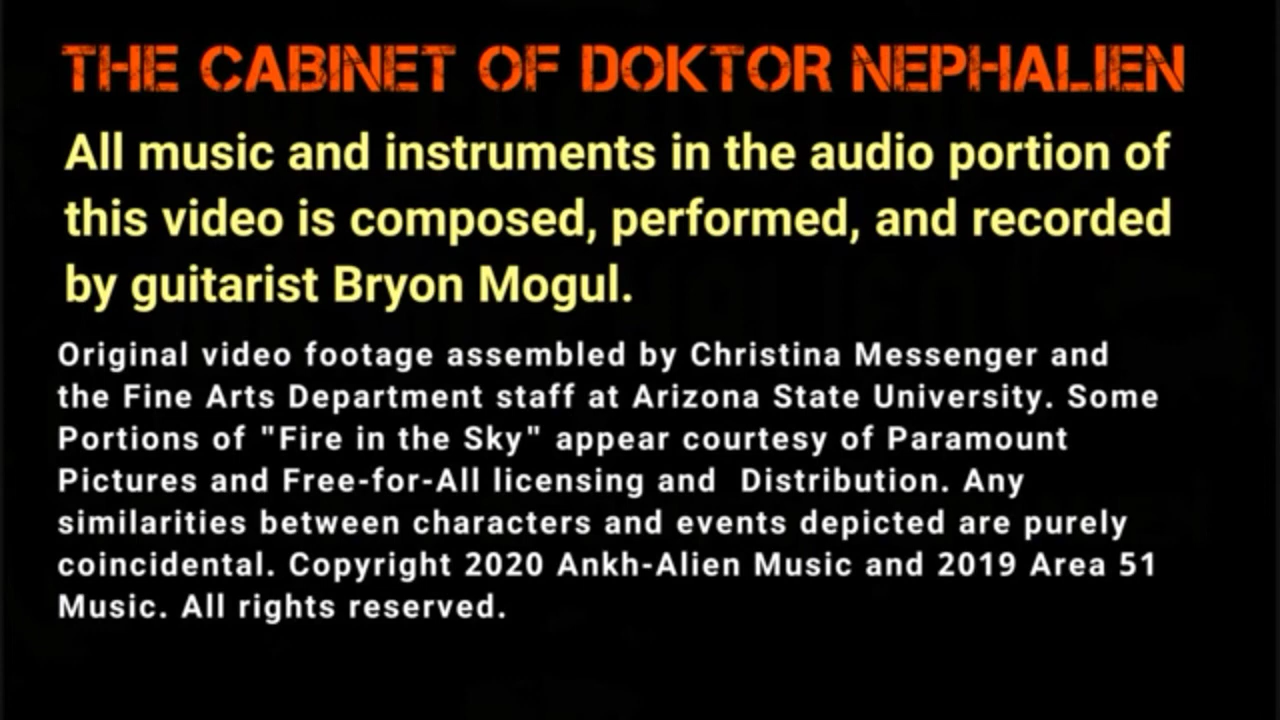 THE CABINET OF DOKTOR NEPHALIEN
All music and instruments in the audio portion of
this video is composed, performed, and recorded
by guitarist Bryon Mogul.
Original video footage assembled by Christina Messenger and
the Fine Arts Department staff at Arizona State University. Some
Portions of "Fire in the Sky" appear courtesy of Paramount
Pictures and Free-for-All licensing and  Distribution. Any
similarities between characters and events depicted are purely
coincidental. Copyright 2020 Ankh-Alien Music and 2019 Area 51
Music. All rights reserved.